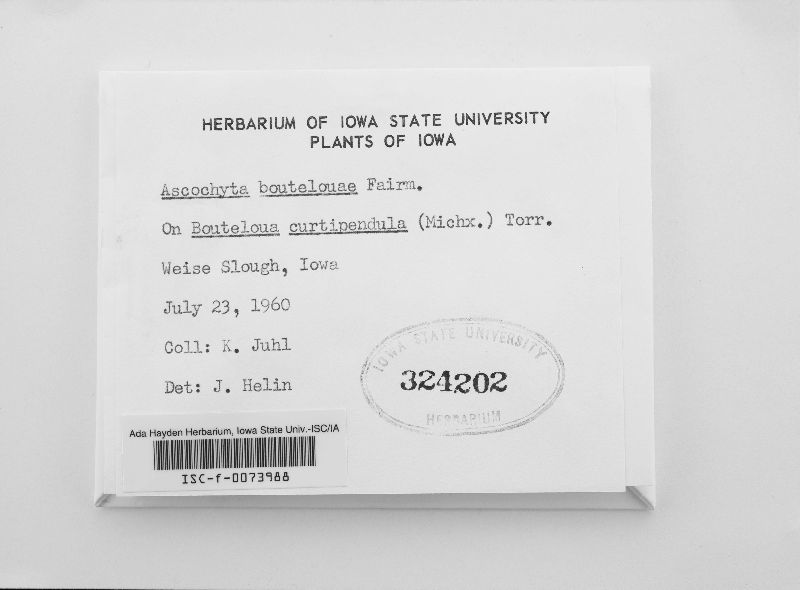 HERBARIUM OF IOWA STATE UNIVERSITY
PLANTS OF IOWA
Ascochyta boutelouae Fairm.
On Bouteloua curtipendula (Michx.) Torr.
Weise Slough, Iowa
July 23, 1960
Coll: K. Juhl
Det: J. Helin
IOWA STATE UNIVERSITY
324202
HERBARIUM
Ada Hayden Herbarium, Iowa State Univ.-ISC/IA
ISC-f-0073988